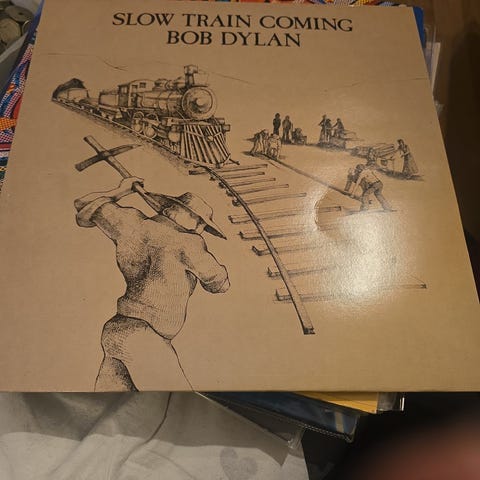 SLOW TRAIN COMING
BOB DYLAN